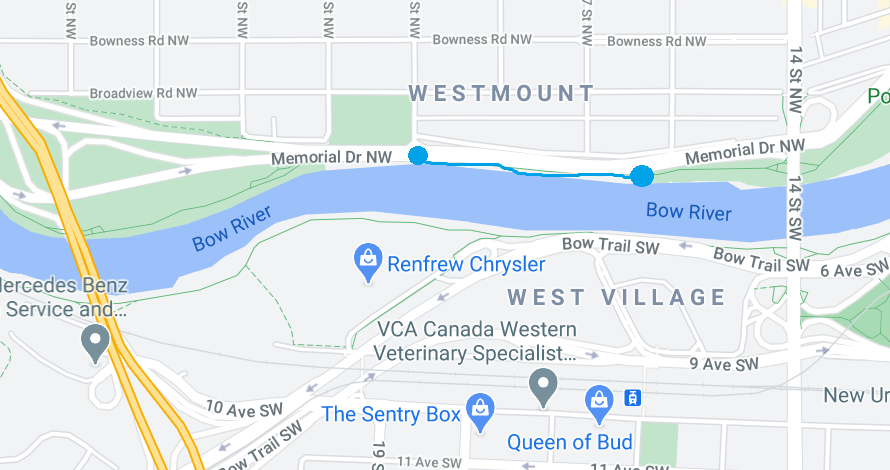 St NW
St NW
St NW
St NW
7 St NW
14 St NW
Bowness Rd NW
Bowness Rd NW
Bowness Rd NW
Broadview Rd NW
WESTMOUNT
Po
Memorial Dr NW
Memorial Dr NW
14 St SW
Bow River
Bow River
Bow Trail SW
Bow Trail SW
6 Ave SW
Renfrew Chrysler
Mercedes Benz
Service and...
WEST VILLAGE
VCA Canada Western
Veterinary Specialist...
9 Ave SW
10 Ave SW
New Ur
The Sentry Box
Queen of Bud
Bow Trail SW
19 S
11 Ave SW
11 Ave SW